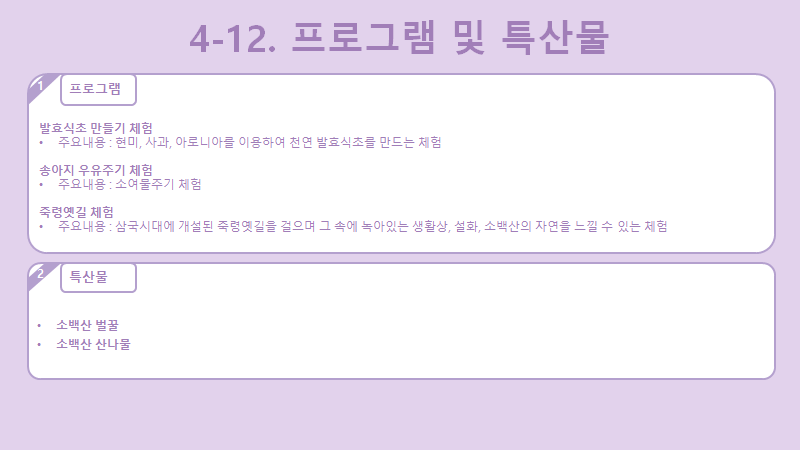 4-12. 프로그램 및 특산물
1
프로그램
발효식초 만들기 체험
• 주요내용 : 현미, 사과, 아로니아를 이용하여 천연 발효식초를 만드는 체험
송아지 우유주기 체험
• 주요내용 : 소여물주기 체험
죽령옛길 체험
• 주요내용 : 삼국시대에 개설된 죽령옛길을 걸으며 그 속에 녹아있는 생활상, 설화, 소백산의 자연을 느낄 수 있는 체험
2
특산물
• 소백산 벌꿀
• 소백산 산나물